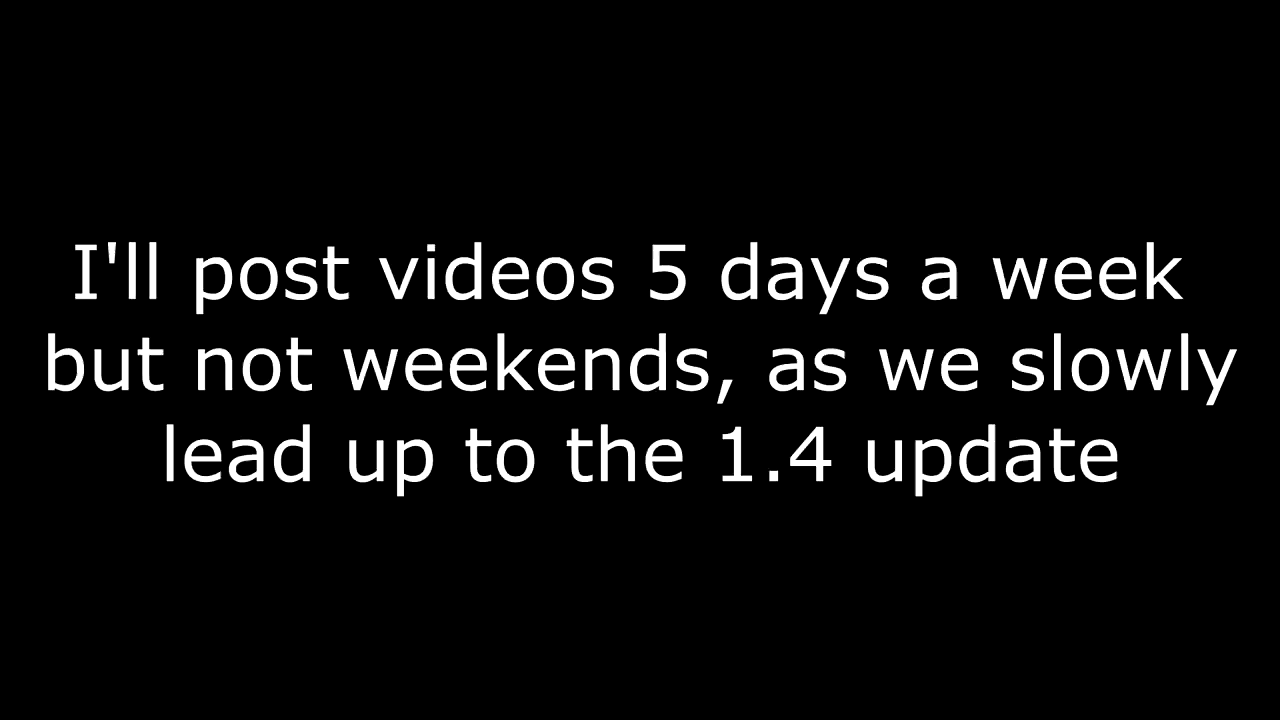 I'll post videos 5 days a week
but not weekends, as we slowly
lead up to the 1.4 update